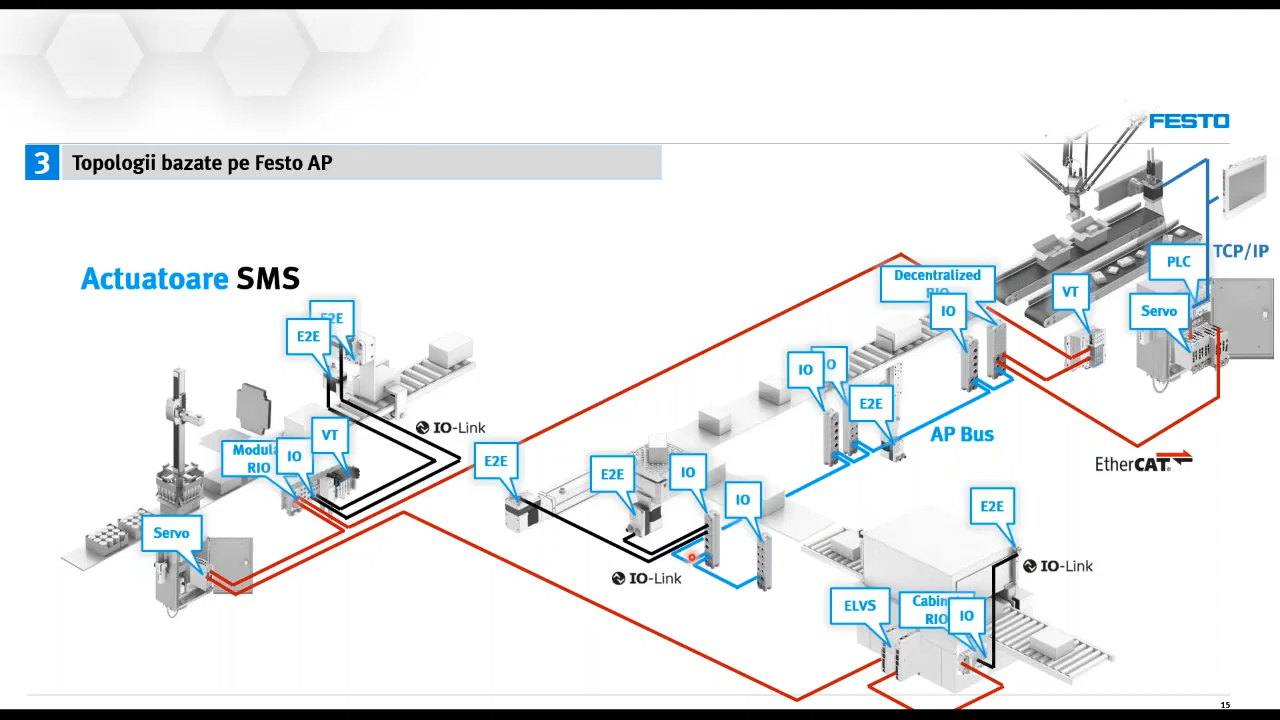 FESTO
3 Topologii bazate pe Festo AP
Actuatoare SMS
TCP/IP
PLC
Decentralized
VT
IO
Servo
E2E
E2E
IO
E2E
IO-Link
VT
AP Bus
Modula
RIO
IO
E2E
E2E
IO
EtherCAT
IO
E2E
Servo
IO-Link
IO-Link
ELVS
RIO
IO
15